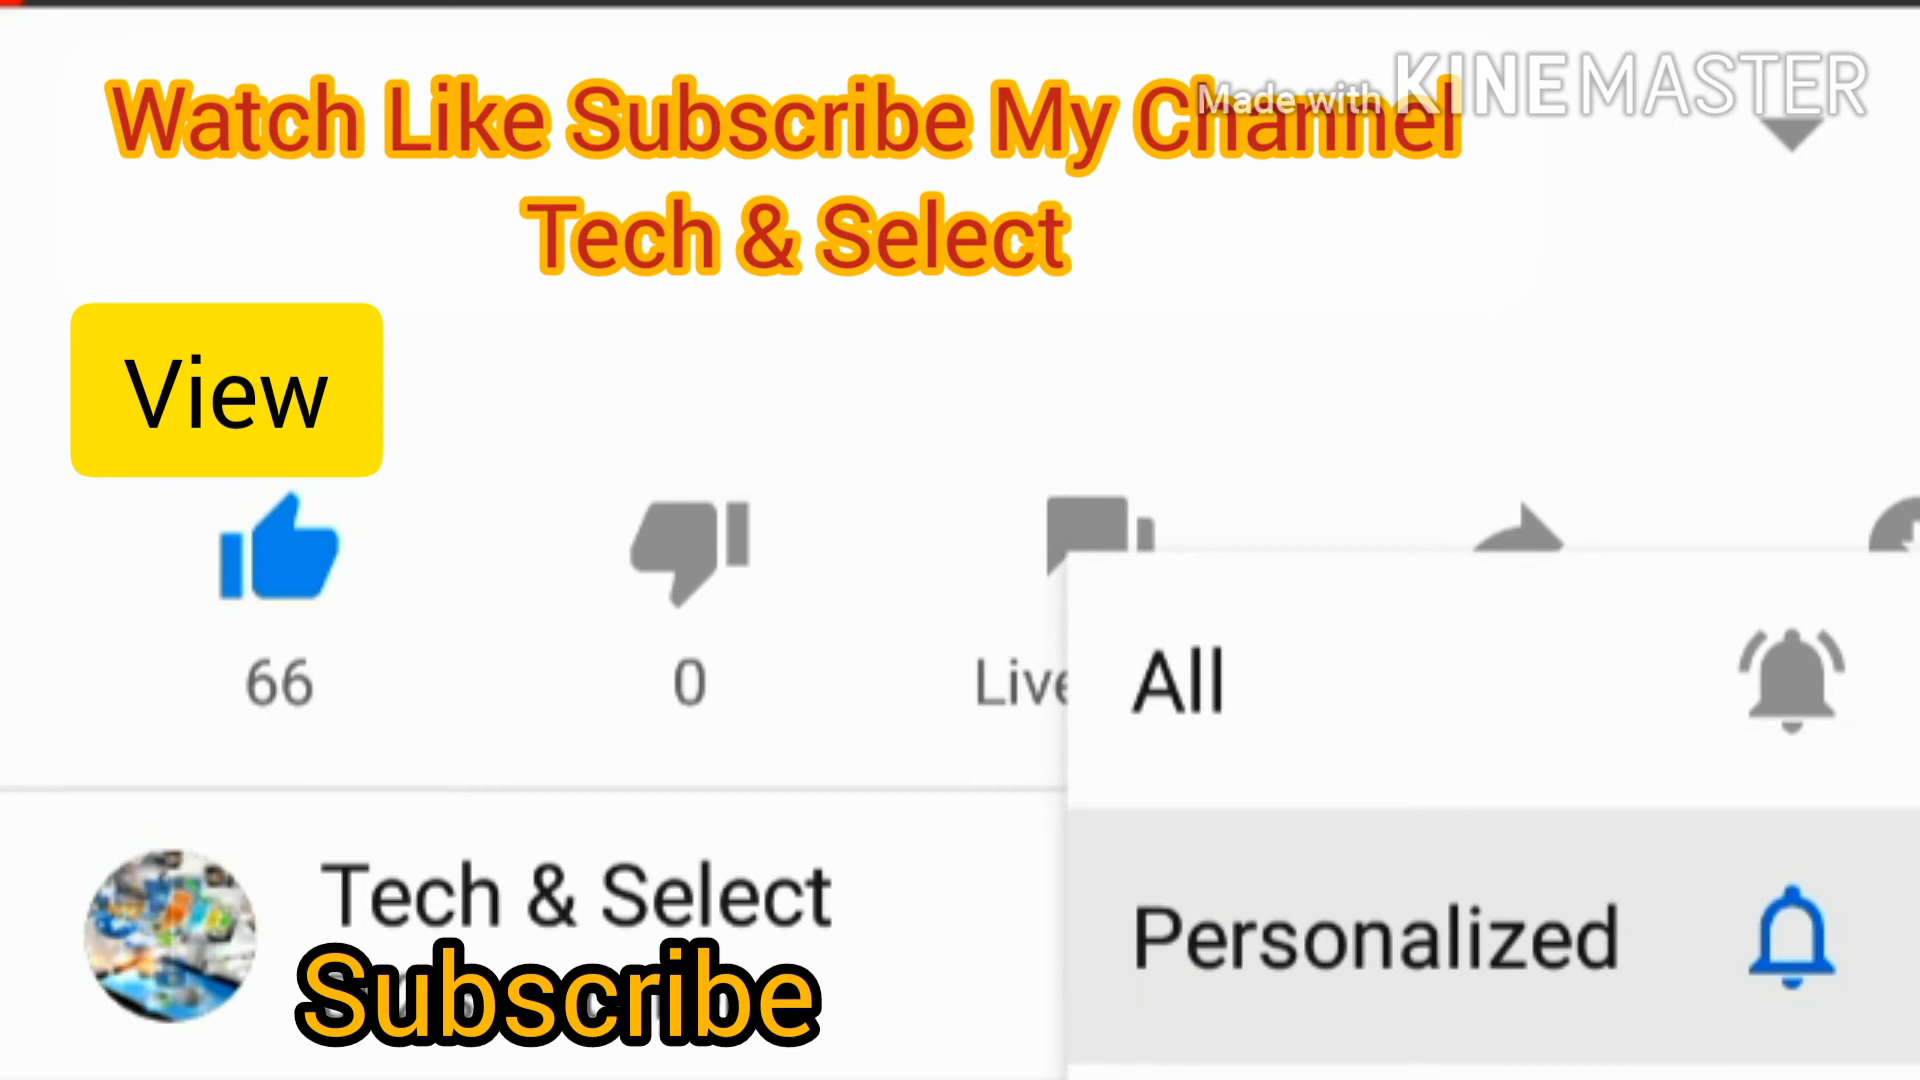 Made with KINEMASTER
Watch Like Subscribe My Channel
Tech & Select
View
66
0
Live
All
Tech & Select
Subscribe
Personalized